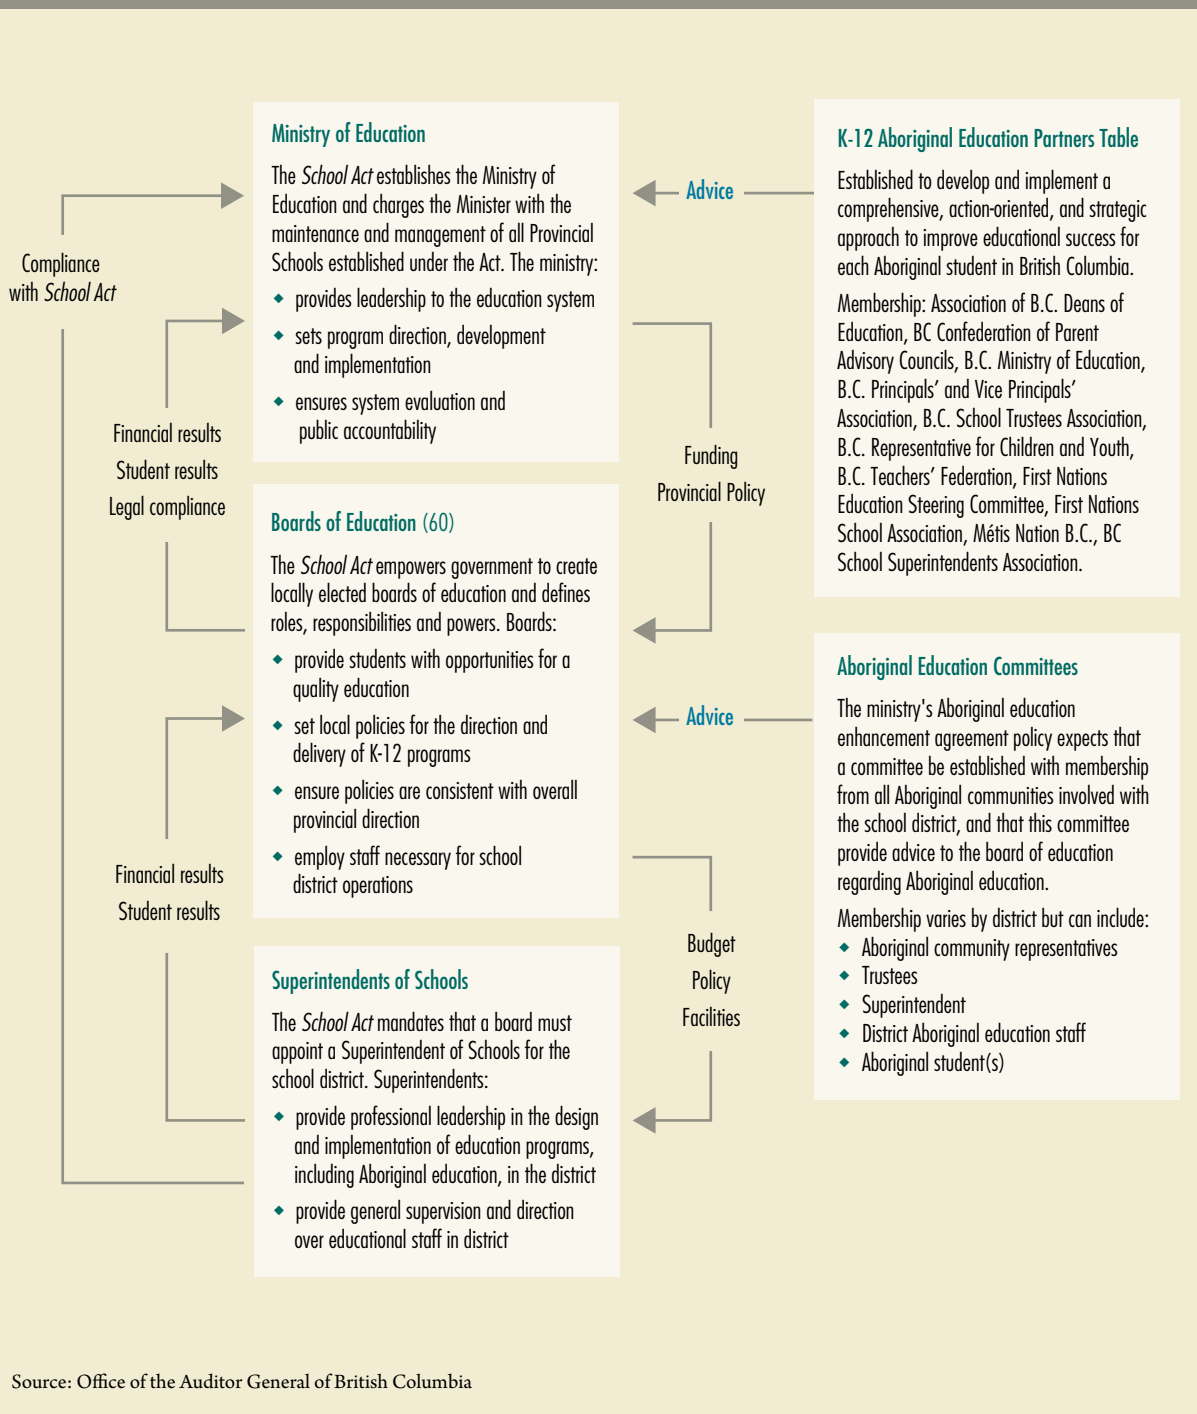 Ministry of Education
The School Act establishes the Ministry of
Education and charges the Minister with the
maintenance and management of all Provincial
Schools established under the Act. The ministry:
◆ provides leadership to the education system
◆ sets program direction, development
and implementation
◆ ensures system evaluation and
public accountability
Boards of Education (60)
The School Act empowers government to create
locally elected boards of education and defines
roles, responsibilities and powers. Boards:
◆ provide students with opportunities for a
quality education
◆ set local policies for the direction and
delivery of K-12 programs
◆ ensure policies are consistent with overall
provincial direction
◆ employ staff necessary for school
district operations
Superintendents of Schools
The School Act mandates that a board must
appoint a Superintendent of Schools for the
school district. Superintendents:
◆ provide professional leadership in the design
and implementation of education programs,
including Aboriginal education, in the district
◆ provide general supervision and direction
over educational staff in district
Compliance
with School Act
Financial results
Student results
Legal compliance
Financial results
Student results
Advice
Funding
Provincial Policy
Advice
Budget
Policy
Facilities
K-12 Aboriginal Education Partners Table
Established to develop and implement a
comprehensive, action-oriented, and strategic
approach to improve educational success for
each Aboriginal student in British Columbia.
Membership: Association of B.C. Deans of
Education, BC Confederation of Parent
Advisory Councils, B.C. Ministry of Education,
B.C. Principals’ and Vice Principals’
Association, B.C. School Trustees Association,
B.C. Representative for Children and Youth,
B.C. Teachers’ Federation, First Nations
Education Steering Committee, First Nations
School Association, Métis Nation B.C., BC
School Superintendents Association.
Aboriginal Education Committees
The ministry's Aboriginal education
enhancement agreement policy expects that
a committee be established with membership
from all Aboriginal communities involved with
the school district, and that this committee
provide advice to the board of education
regarding Aboriginal education.
Membership varies by district but can include:
◆ Aboriginal community representatives
◆ Trustees
◆ Superintendent
◆ District Aboriginal education staff
◆ Aboriginal student(s)
Source: Office of the Auditor General of British Columbia